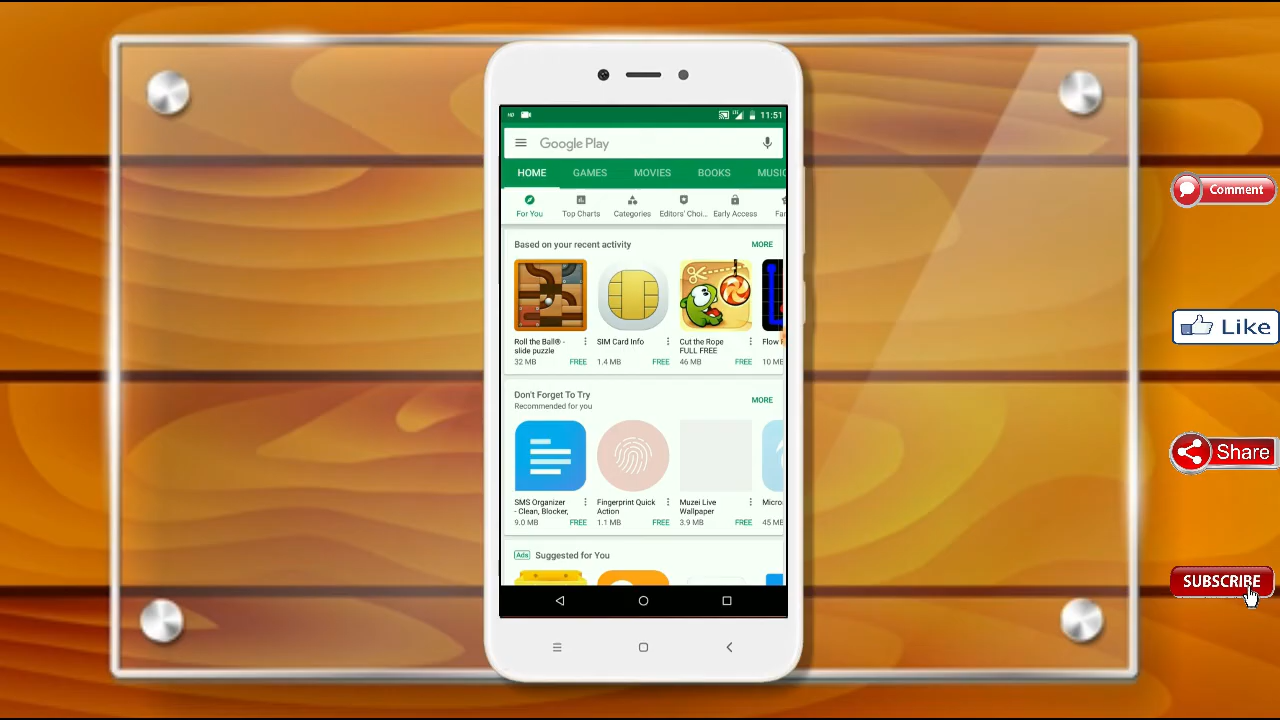 HD 11:51
Google Play
HOME GAMES MOVIES BOOKS MUSI
For You Top Charts Categories Editors' Choi... Early Access Fa
Based on your recent activity MORE
Roll the Ball® - SIM Card Info Cut the Rope Flow
slide puzzle FULL FREE
32 MB FREE 1.4 MB FREE 46 MB FREE 10 M
Don't Forget To Try MORE
Recommended for you
SMS Organizer Fingerprint Quick Muzei Live Micro
- Clean, Blocker, Action Wallpaper
9.0 MB FREE 1.1 MB FREE 3.9 MB FREE 45 M
Ads Suggested for You
Comment
Like
Share
SUBSCRIBE